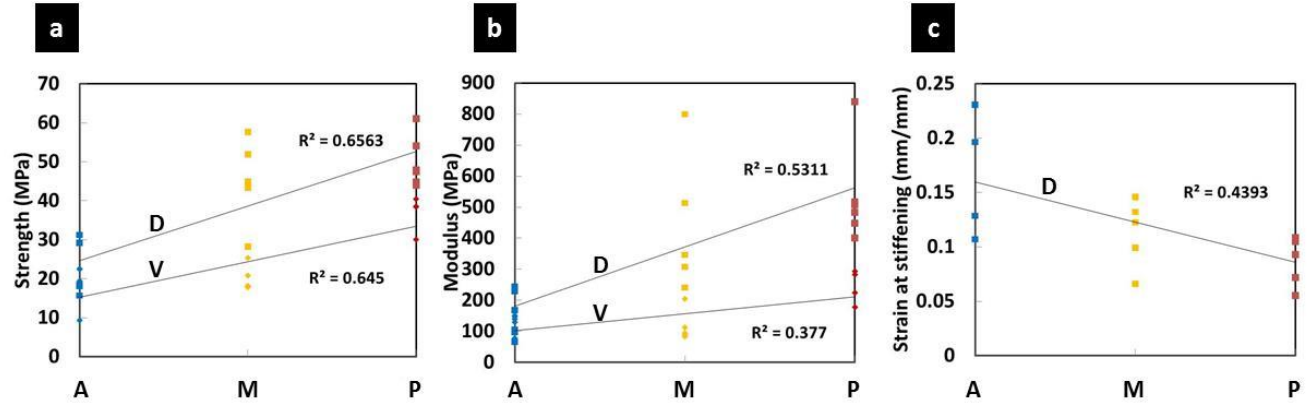 a
Strength (MPa)
70
60
50
40
30
20
10
0
R² = 0.6563
D
V
R² = 0.645
A M P
b
Modulus (MPa)
900
800
700
600
500
400
300
200
100
0
R² = 0.5311
D
V
R² = 0.377
A M P
c
Strain at stiffening (mm/mm)
0.25
0.2
0.15
0.1
0.05
0
D
R² = 0.4393
A M P